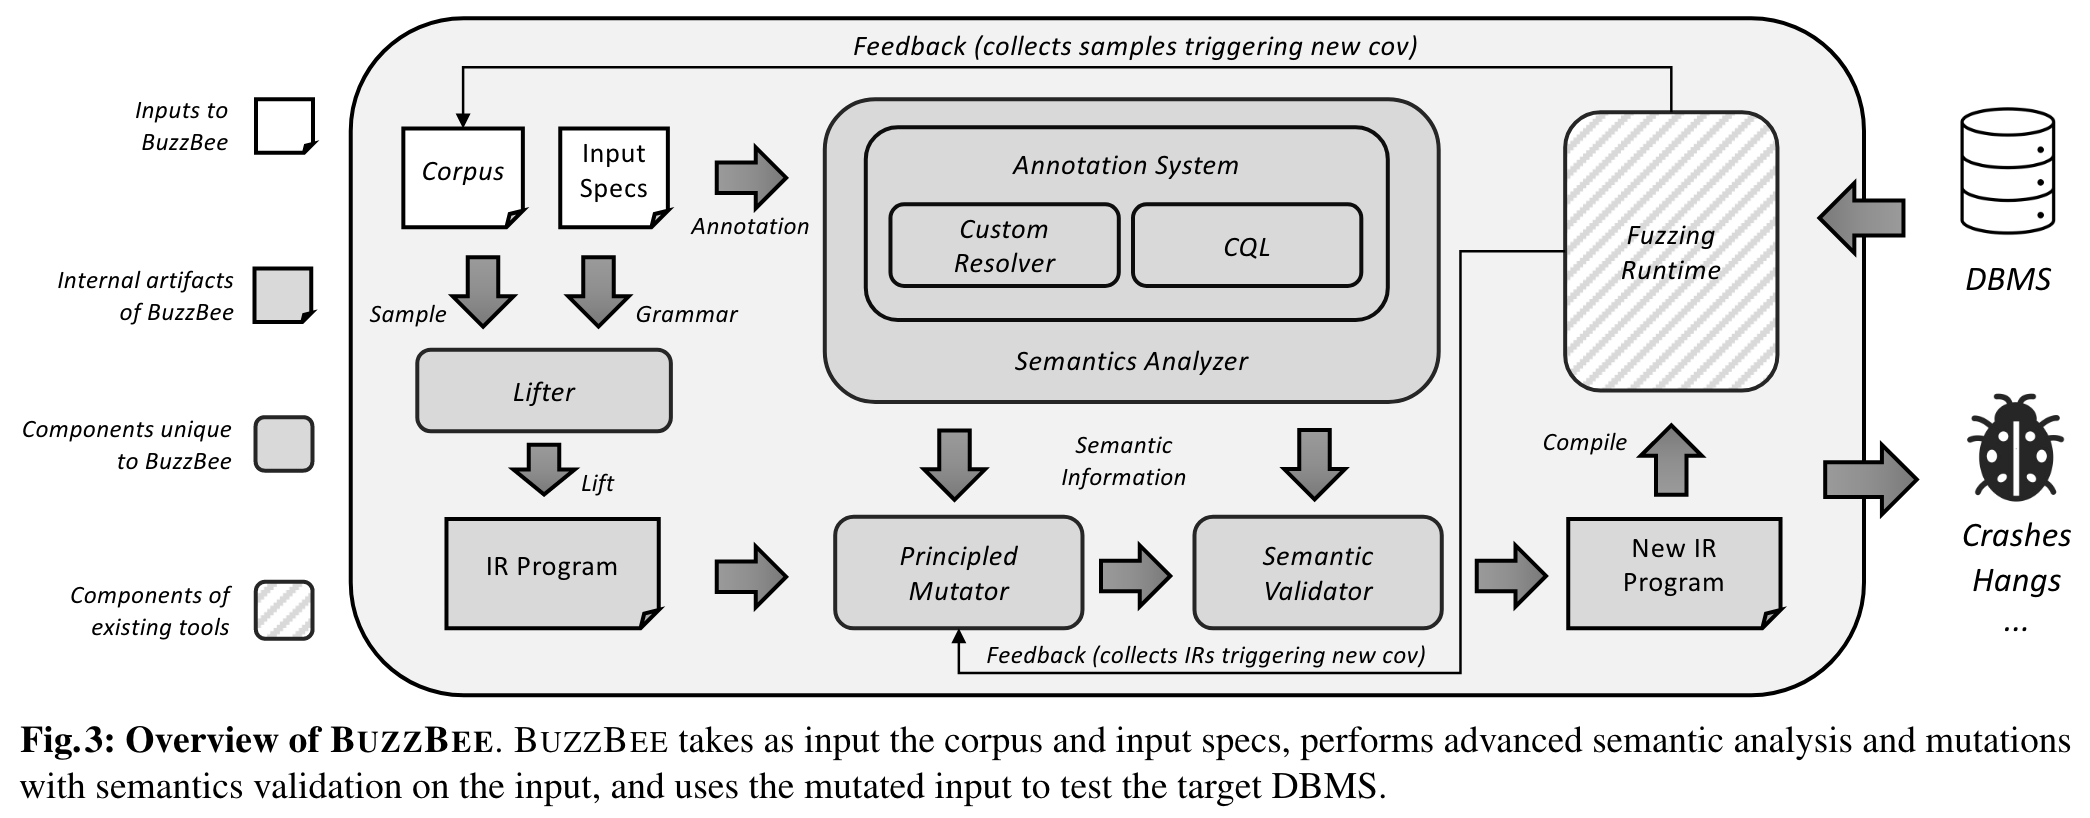 Feedback (collects samples triggering new cov)
Inputs to
BuzzBee
Internal artifacts
of BuzzBee
Components unique
to BuzzBee
Components of
existing tools
Corpus
Input
Specs
Annotation
Sample
Grammar
Lifter
Lift
IR Program
Annotation System
Custom
Resolver
CQL
Semantics Analyzer
Semantic
Information
Principled
Mutator
Semantic
Validator
Feedback (collects IRs triggering new cov)
Fuzzing
Runtime
Compile
New IR
Program
DBMS
Crashes
Hangs
...
Fig. 3: Overview of BUZZBEE. BUZZBEE takes as input the corpus and input specs, performs advanced semantic analysis and mutations
with semantics validation on the input, and uses the mutated input to test the target DBMS.